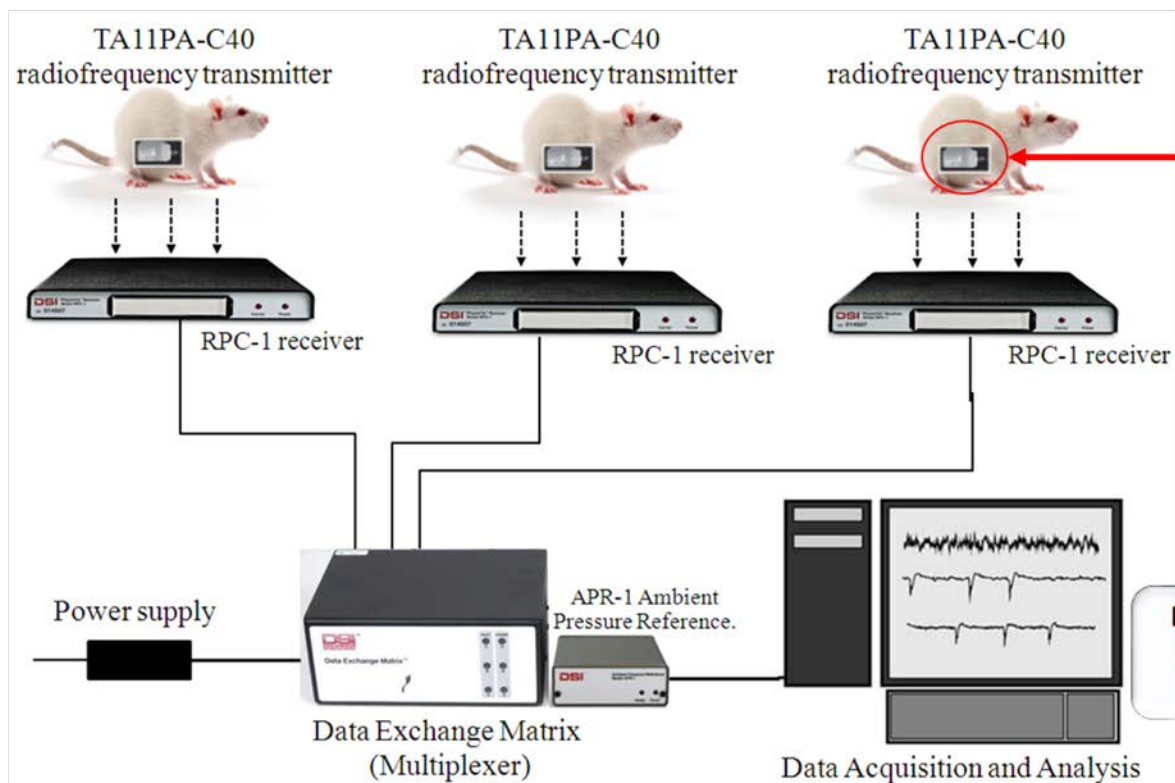 TA11PA-C40
radiofrequency transmitter
TA11PA-C40
radiofrequency transmitter
TA11PA-C40
radiofrequency transmitter
DSI
RPC-1 receiver
DSI
RPC-1 receiver
DSI
RPC-1 receiver
Power supply
APR-1 Ambient
Pressure Reference.
DSI
Data Exchange Matrix
DSI
Data Exchange Matrix
(Multiplexer)
Data Acquisition and Analysis